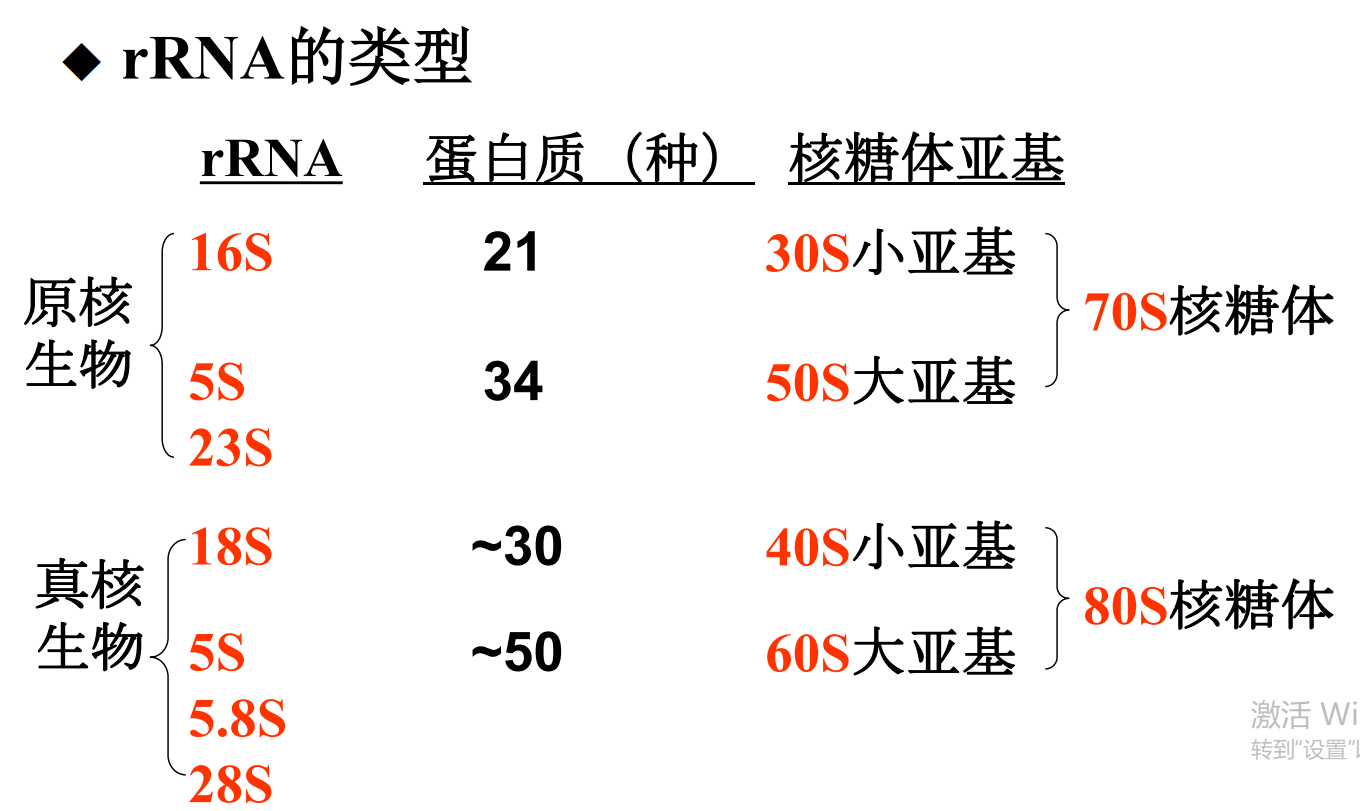 ◆ rRNA的类型
rRNA 蛋白质（种） 核糖体亚基
原核
生物
16S 21 30S小亚基
5S 34 50S大亚基
23S
70S核糖体
真核
生物
18S ~30 40S小亚基
5S ~50 60S大亚基
5.8S
28S
80S核糖体
激活 Wi
转到"设置"以